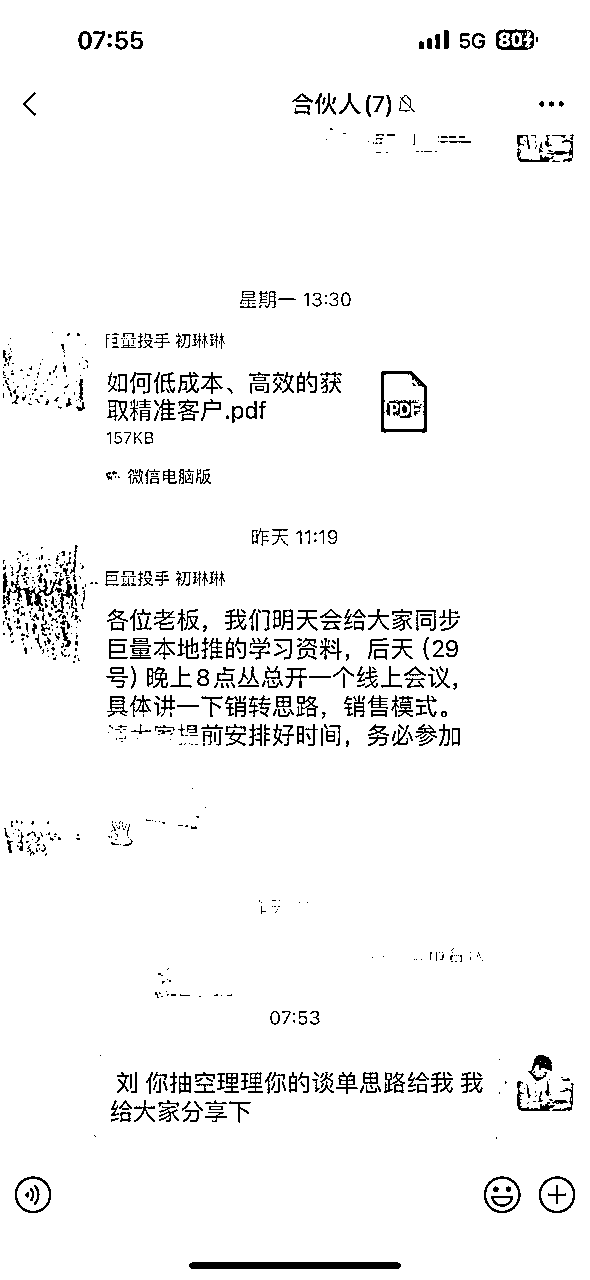 07:55
5G 80
合伙人(7)
星期一 13:30
巨量投手 初琳琳
如何低成本、高效的获
取精准客户.pdf
PDF
157KB
微信电脑版
昨天 11:19
巨量投手 初琳琳
各位老板，我们明天会给大家同步
巨量本地推的学习资料，后天（29
号）晚上8点丛总开一个线上会议，
具体讲一下销转思路，销售模式。
请大家提前安排好时间，务必参加
07:53
刘 你抽空理理你的谈单思路给我 我
给大家分享下